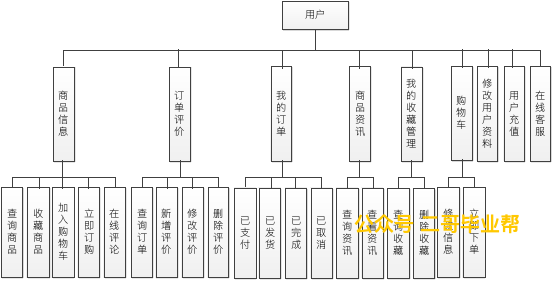 用户
商品信息
订单评价
我的订单
商品资讯
我的收藏管理
购物车
修改用户资料
用户充值
在线客服
查询商品
收藏商品
加入购物车
立即订购
在线评论
查询订单
新增评价
修改评价
删除评价
已支付
已发货
已完成
已取消
查询资讯
查看资讯
查询收藏
删除收藏
修改信息
立即下单
公众号 二哥毕业帮